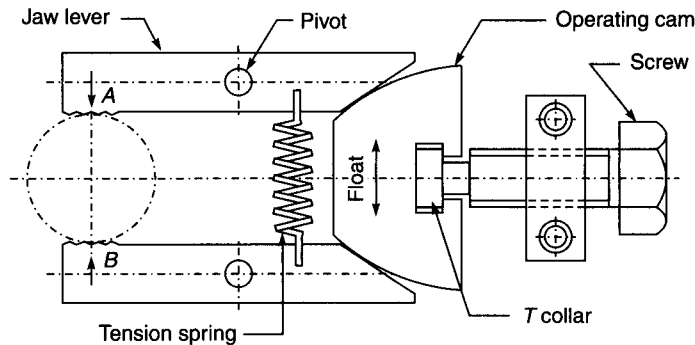 Jaw lever
Pivot
Operating cam
Screw
A
Float
B
Tension spring
T collar